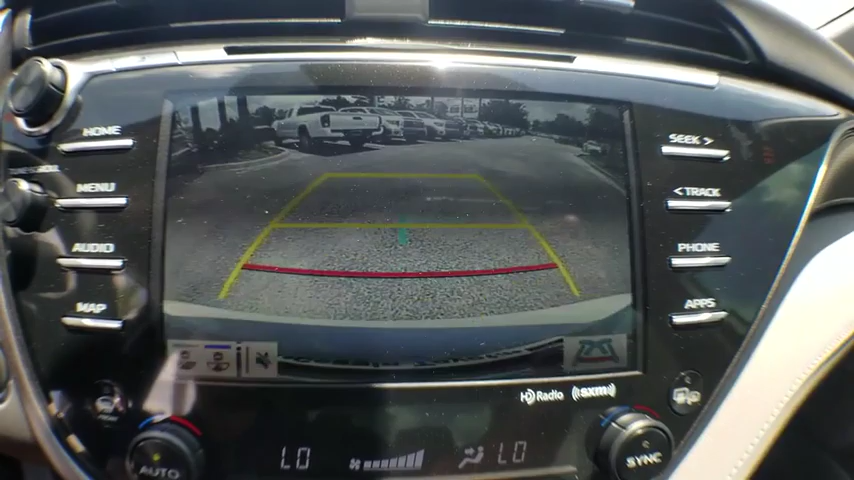 HOME
MENU
AUDIO
MAP
SEEK >
< TRACK
PHONE
APPS
HD Radio
((SXM))
LO
LO
AUTO
SYNC